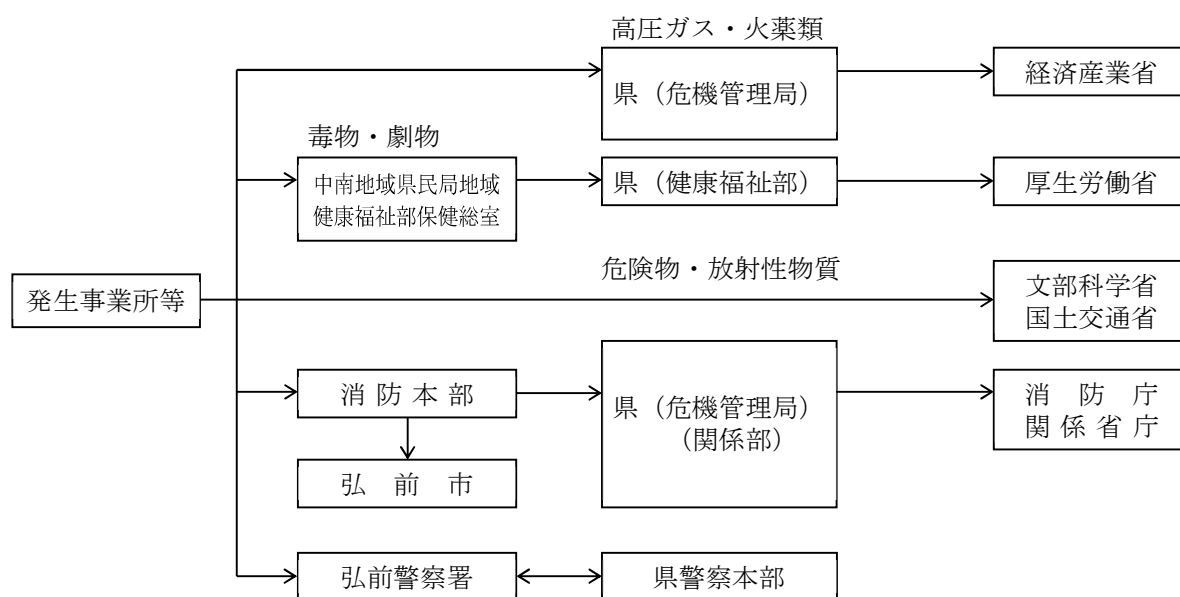 高圧ガス・火薬類
県（危機管理局）
経済産業省
毒物・劇物
中南地域県民局地域
健康福祉部保健総室
県（健康福祉部）
厚生労働省
危険物・放射性物質
発生事業所等
文部科学省
国土交通省
消防本部
県（危機管理局）
（関係部）
消防庁
関係省庁
弘前市
弘前警察署
県警察本部